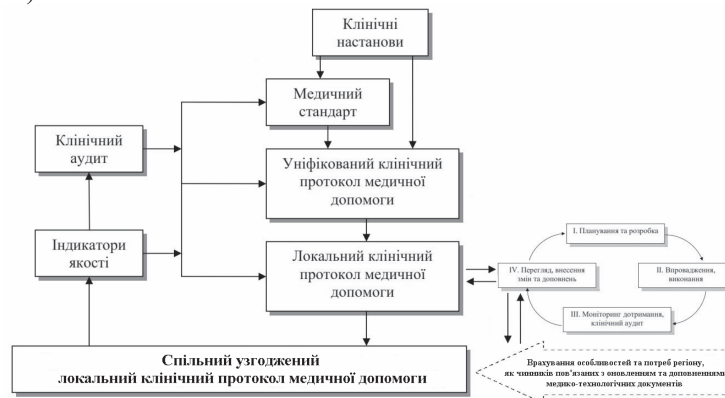 )
Клінічні
настанови
Медичний
стандарт
Клінічний
аудит
Уніфікований клінічний
протокол медичної
допомоги
Індикатори
якості
Локальний клінічний
протокол медичної
допомоги
I. Планування та розробка
IV. Перегляд, внесення
змін та доповнень
II. Впровадження,
виконання
III. Моніторинг дотримання,
клінічний аудит
Спільний узгоджений
локальний клінічний протокол медичної допомоги
Врахування особливостей та потреб регіону,
як чинників пов'язаних з оновленням та доповненнями
медико-технологічних документів